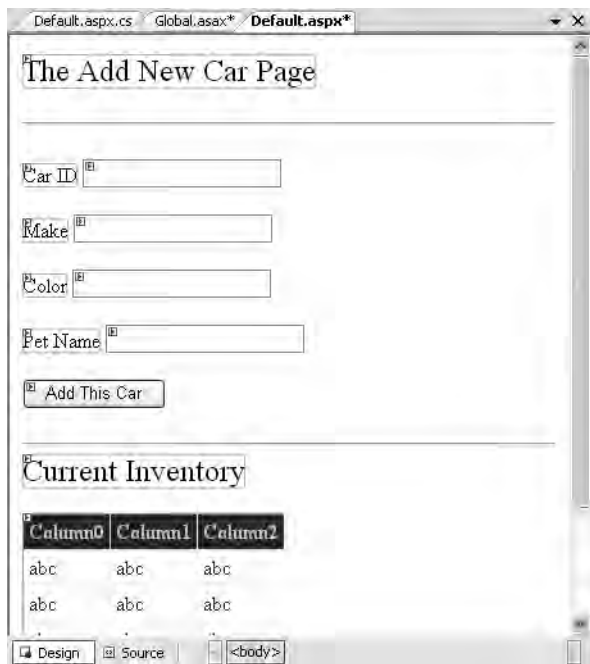 Default.aspx.cs Global.asax* Default.aspx*
The Add New Car Page
Car ID
Make
Color
Pet Name
Add This Car
Current Inventory
Column0 Column1 Column2
abc abc abc
abc abc abc
Design Source <body>